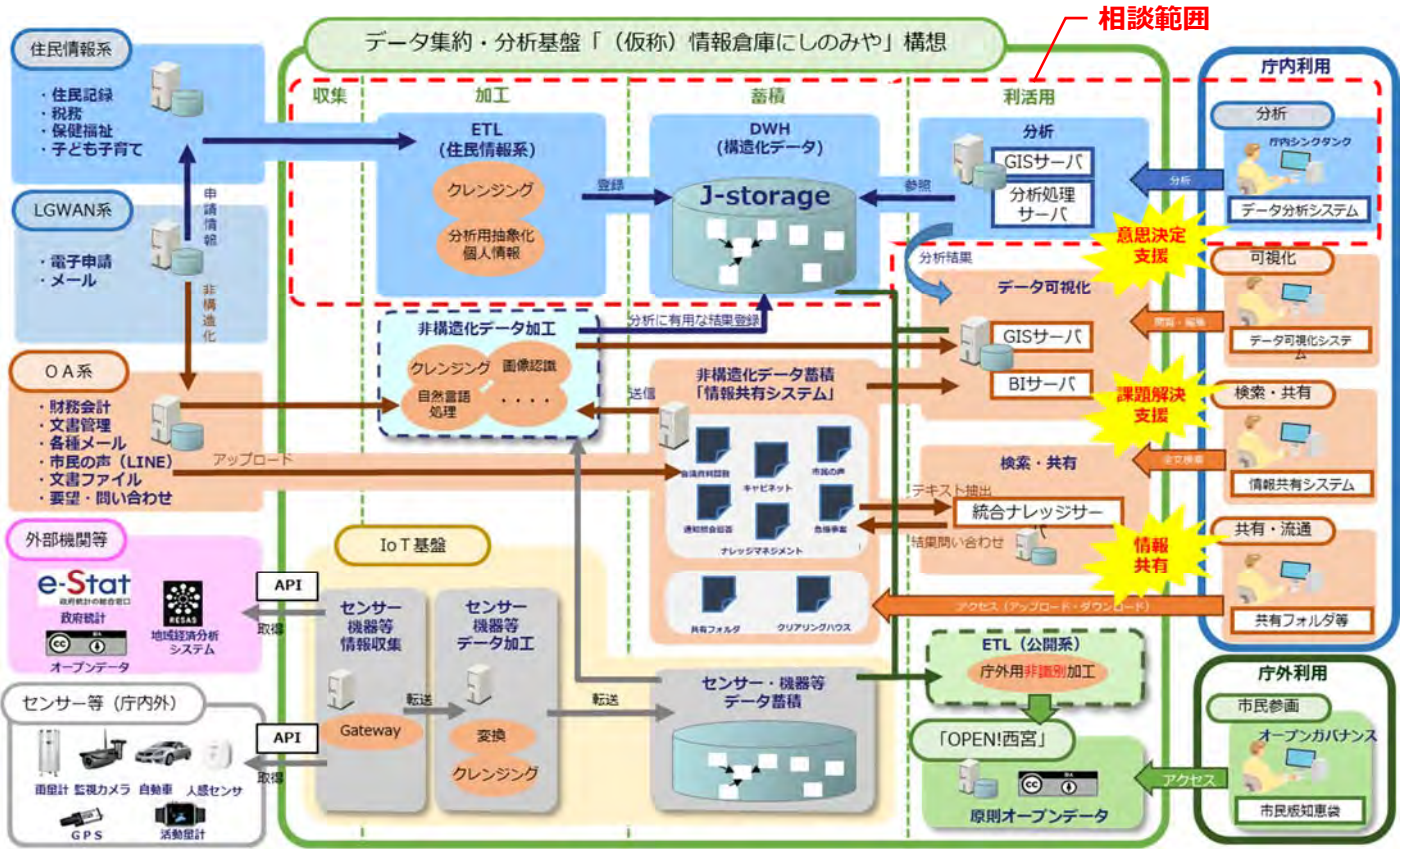 相談範囲
データ集約・分析基盤「（仮称）情報倉庫にしのみや」構想
住民情報系
・住民記録
・税務
・保健福祉
・子ども子育て
申請情報
LGWAN系
・電子申請
・メール
非構造化
ＯＡ系
・財務会計
・文書管理
・各種メール
・市民の声（LINE）
・文書ファイル
・要望・問い合わせ
アップロード
外部機関等
e-Stat
政府統計の総合窓口
政府統計
RESAS
地域経済分析
システム
cc
BA
オープンデータ
API
取得
センサー等（庁内外）
雨量計
監視カメラ
自動車
人感センサ
GPS
活動量計
API
取得
収集
加工
蓄積
利活用
ETL
（住民情報系）
クレンジング
分析用抽象化
個人情報
登録
DWH
（構造化データ）
J-storage
参照
分析
GISサーバ
分析処理
サーバ
分析結果
分析
意思決定
支援
非構造化データ加工
クレンジング
画像認識
自然言語
処理
・・・・
分析に有用な結果登録
送信
非構造化データ蓄積
「情報共有システム」
会議資料閲覧
キャビネット
市民の声
通知照会回答
ナレッジマネジメント
危機事案
共有フォルダ
クリアリングハウス
データ可視化
GISサーバ
BIサーバ
閲覧・編集
課題解決
支援
検索・共有
テキスト抽出
統合ナレッジサー
バ
結果問い合わせ
全文検索
情報
共有
アクセス（アップロード・ダウンロード）
IoT基盤
センサー
機器等
情報収集
Gateway
転送
センサー
機器等
データ加工
変換
クレンジング
転送
センサー・機器等
データ蓄積
ETL（公開系）
庁外用非識別加工
「OPEN!西宮」
cc
BA
原則オープンデータ
アクセス
庁内利用
分析
庁内シンクタンク
データ分析システム
可視化
データ可視化システ
ム
検索・共有
情報共有システム
共有・流通
共有フォルダ等
庁外利用
市民参画
オープンガバナンス
市民版知恵袋